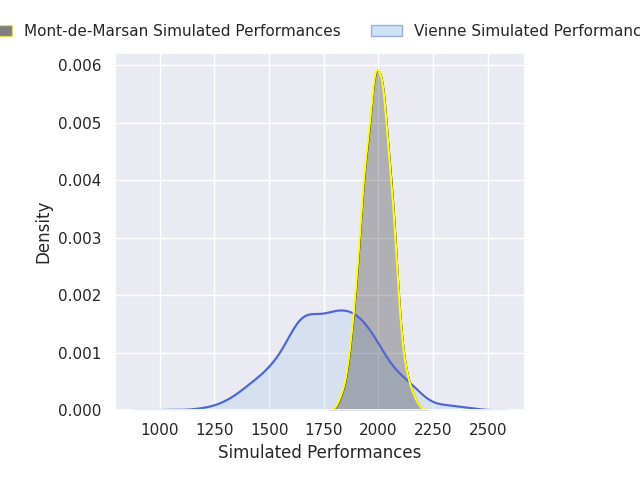 Mont-de-Marsan Simulated Performances
Vienne Simulated Performanc
0.006
0.005
0.004
0.003
0.002
0.001
0.000
Density
1000 1250 1500 1750 2000 2250 2500
Simulated Performances